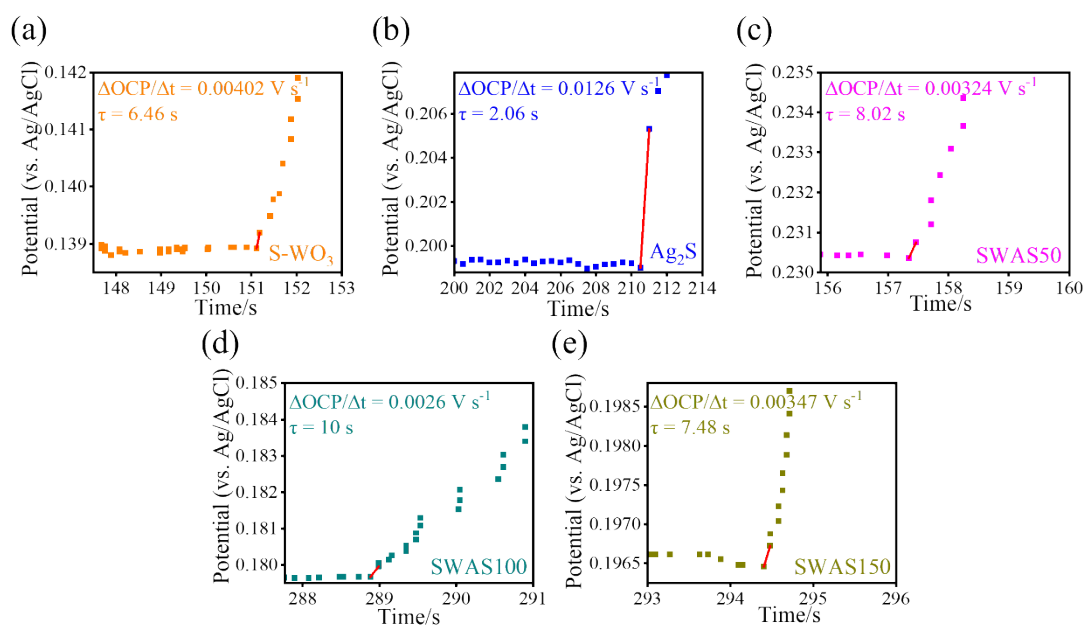 (a)
ΔOCP/Δt = 0.00402 V s⁻¹
τ = 6.46 s
S-WO₃
Potential (vs. Ag/AgCl)
0.142
0.141
0.140
0.139
148 149 150 151 152 153
Time/s
(b)
ΔOCP/Δt = 0.0126 V s⁻¹
τ = 2.06 s
Ag₂S
Potential (vs. Ag/AgCl)
0.206
0.204
0.202
0.200
200 202 204 206 208 210 212 214
Time/s
(c)
ΔOCP/Δt = 0.00324 V s⁻¹
τ = 8.02 s
SWAS50
Potential (vs. Ag/AgCl)
0.235
0.234
0.233
0.232
0.231
0.230
156 157 158 159 160
Time/s
(d)
ΔOCP/Δt = 0.0026 V s⁻¹
τ = 10 s
SWAS100
Potential (vs. Ag/AgCl)
0.185
0.184
0.183
0.182
0.181
0.180
288 289 290 291
Time/s
(e)
ΔOCP/Δt = 0.00347 V s⁻¹
τ = 7.48 s
SWAS150
Potential (vs. Ag/AgCl)
0.1985
0.1980
0.1975
0.1970
0.1965
293 294 295 296
Time/s